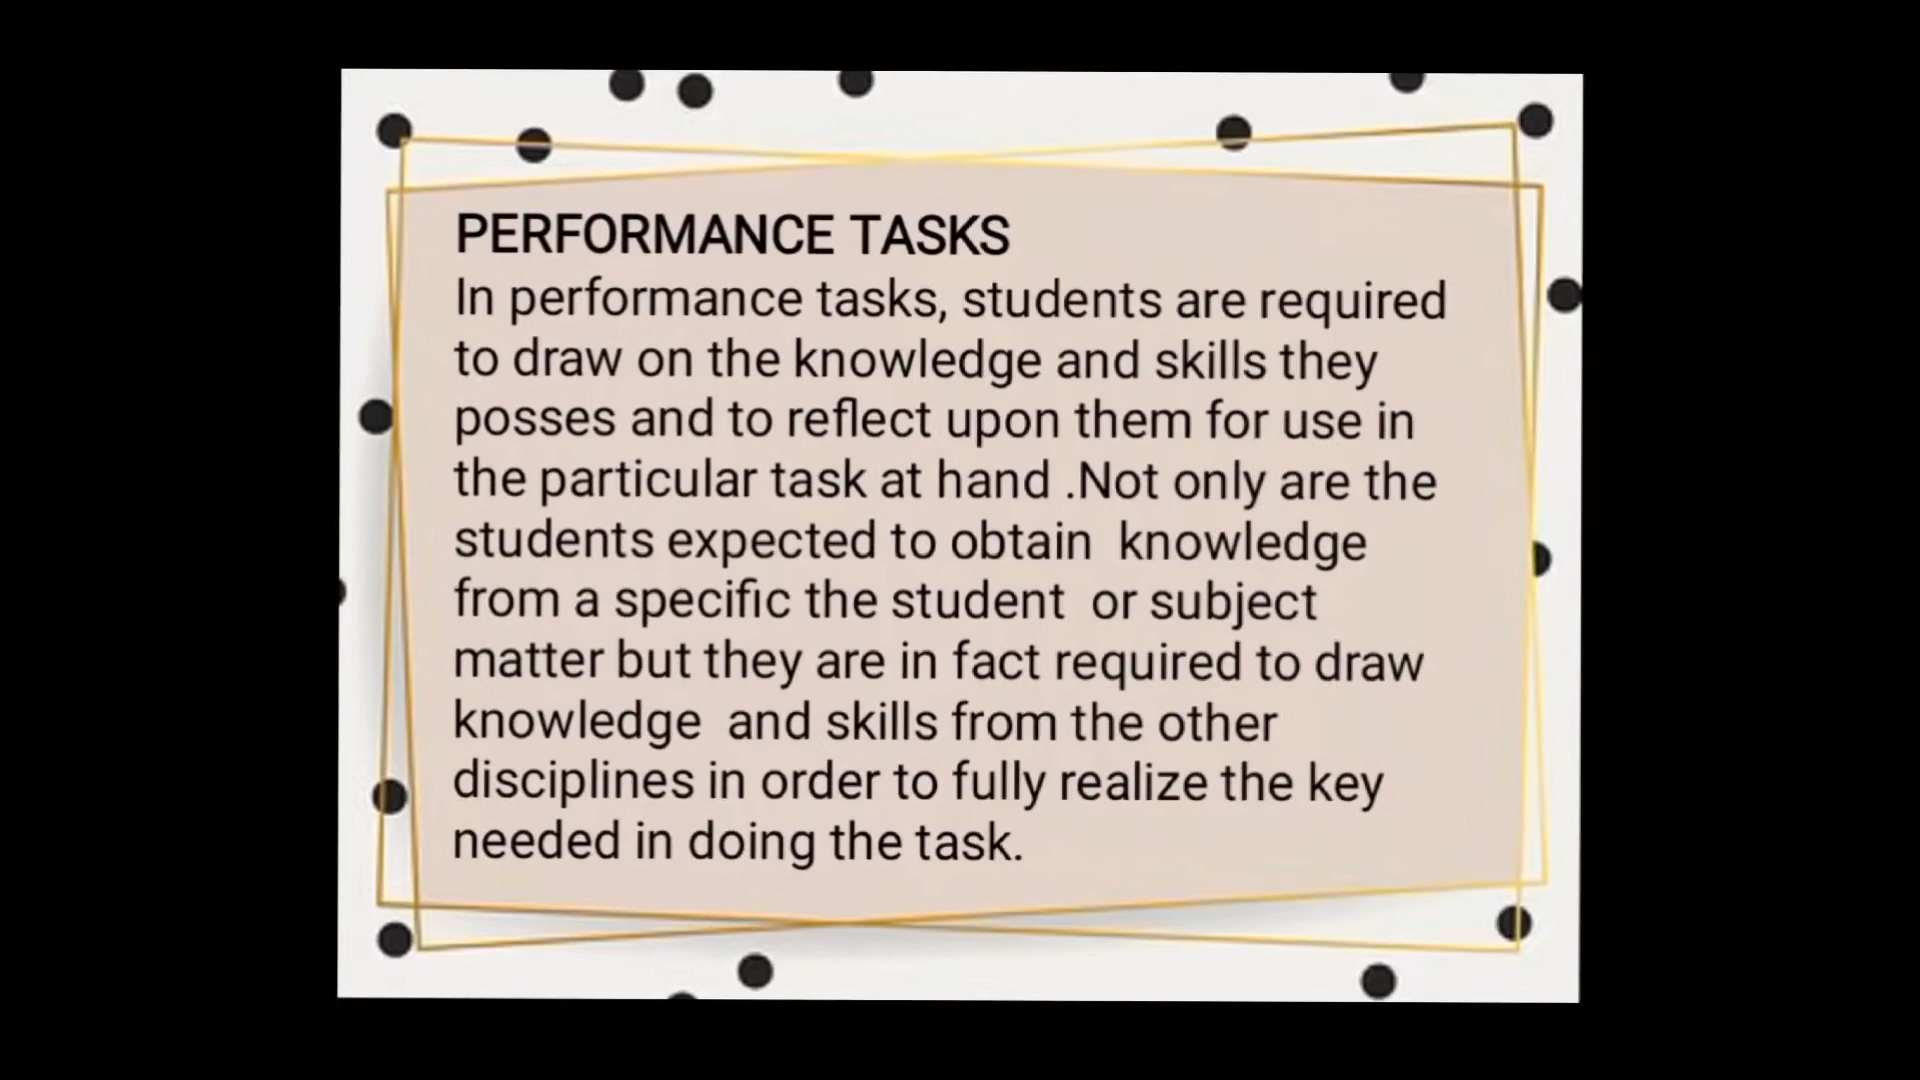 PERFORMANCE TASKS
In performance tasks, students are required
to draw on the knowledge and skills they
posses and to reflect upon them for use in
the particular task at hand .Not only are the
students expected to obtain  knowledge
from a specific the student  or subject
matter but they are in fact required to draw
knowledge  and skills from the other
disciplines in order to fully realize the key
needed in doing the task.